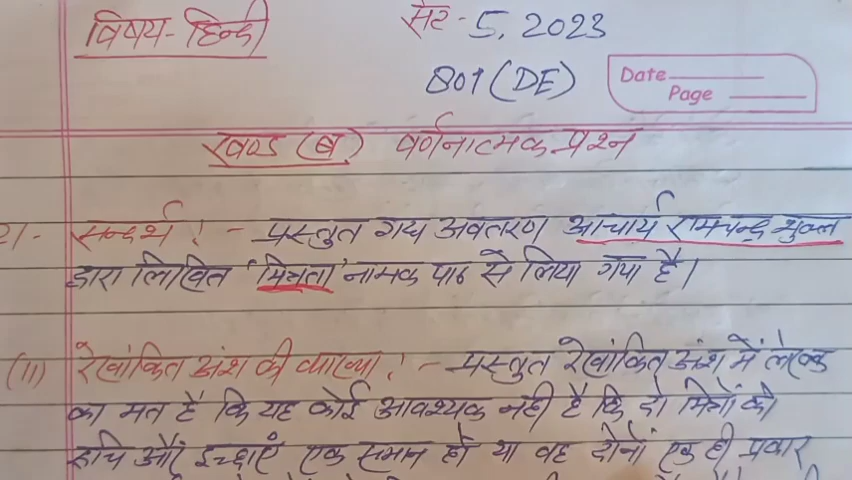 विषय-हिन्दी
सेट-5, 2023
801 (DE)
Date
Page
खण्ड (ब) वर्णनात्मक प्रश्न
सन्दर्भ :- प्रस्तुत गद्य अवतरण आचार्य रामचन्द्र शुक्ल
द्वारा लिखित 'मित्रता' नामक पाठ से लिया गया है।
(II) रेखांकित अंश की व्याख्या :- प्रस्तुत रेखांकित अंश में लेखक
का मत है कि यह कोई आवश्यक नही है कि दो मित्रों की
रुचि और इच्छाएँ एक समान हो या वह दोनों एक ही प्रकार